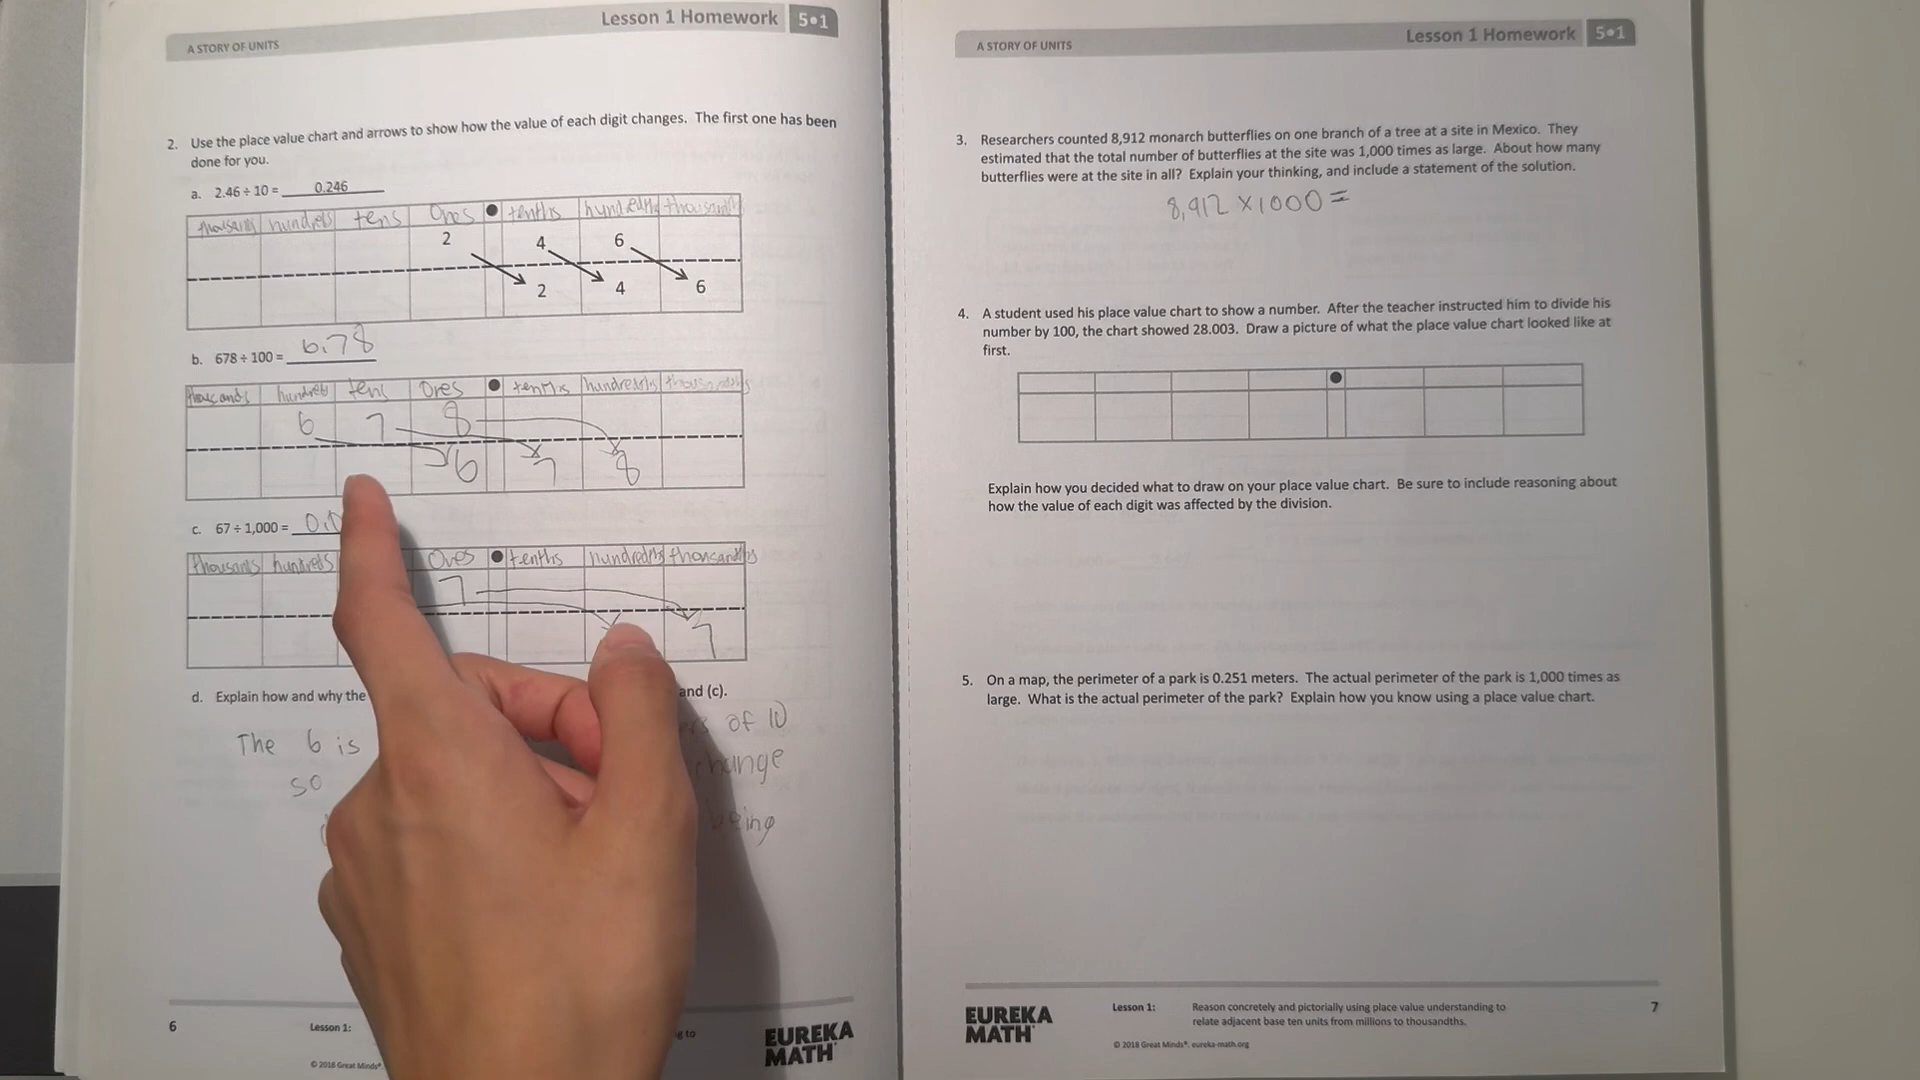 Lesson 1 Homework 5•1
A STORY OF UNITS
2. Use the place value chart and arrows to show how the value of each digit changes. The first one has been
done for you.
a. 2.46 ÷ 10 = 0.246
thousands hundreds tens Ones • tenths hundredths thousandths
2 4 6
2 4 6
b. 678 ÷ 100 = 6.78
thousands hundreds tens Ones • tenths hundredths thousandths
6 7 8
6 7 8
c. 67 ÷ 1,000 =
thousands hundreds Ones • tenths hundredths thousandths
7
7
d. Explain how and why the and (c).
The 6 is of 10
so change
being
6 Lesson 1: EUREKA
MATH
© 2018 Great Minds®
Lesson 1 Homework 5•1
A STORY OF UNITS
3. Researchers counted 8,912 monarch butterflies on one branch of a tree at a site in Mexico. They
estimated that the total number of butterflies at the site was 1,000 times as large. About how many
butterflies were at the site in all? Explain your thinking, and include a statement of the solution.
8,912 × 1000 =
4. A student used his place value chart to show a number. After the teacher instructed him to divide his
number by 100, the chart showed 28.003. Draw a picture of what the place value chart looked like at
first.
•
Explain how you decided what to draw on your place value chart. Be sure to include reasoning about
how the value of each digit was affected by the division.
5. On a map, the perimeter of a park is 0.251 meters. The actual perimeter of the park is 1,000 times as
large. What is the actual perimeter of the park? Explain how you know using a place value chart.
EUREKA
MATH
Lesson 1: Reason concretely and pictorially using place value understanding to
relate adjacent base ten units from millions to thousandths.
7
© 2018 Great Minds®. eureka-math.org